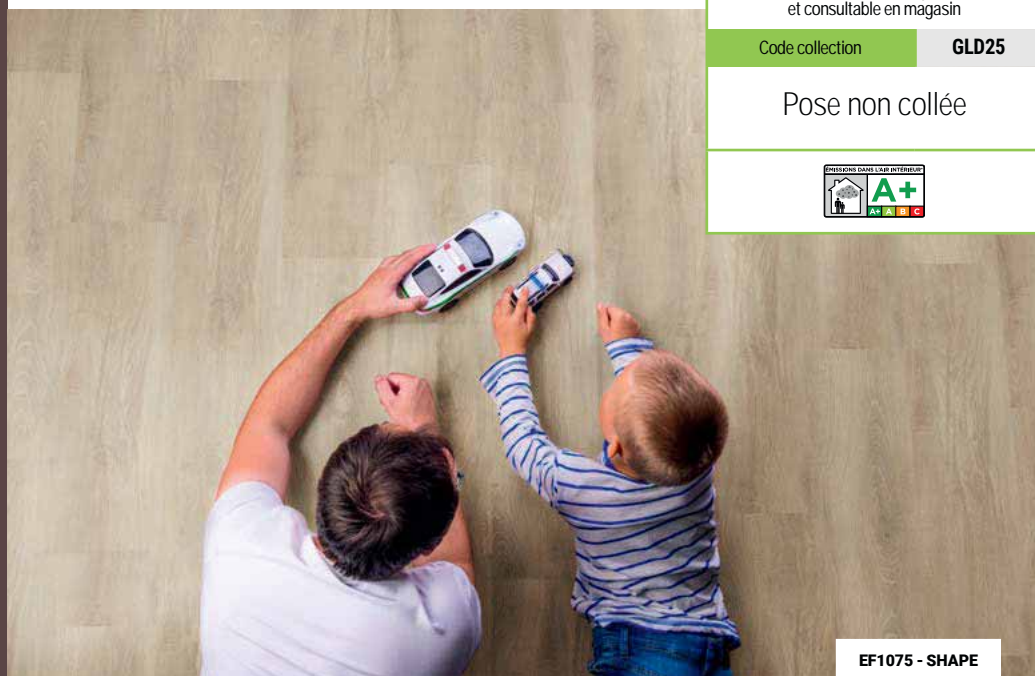 et consultable en magasin
Code collection GLD25
Pose non collée
ÉMISSIONS DANS L'AIR INTÉRIEUR*
A+
A+ A B C
EF1075 - SHAPE